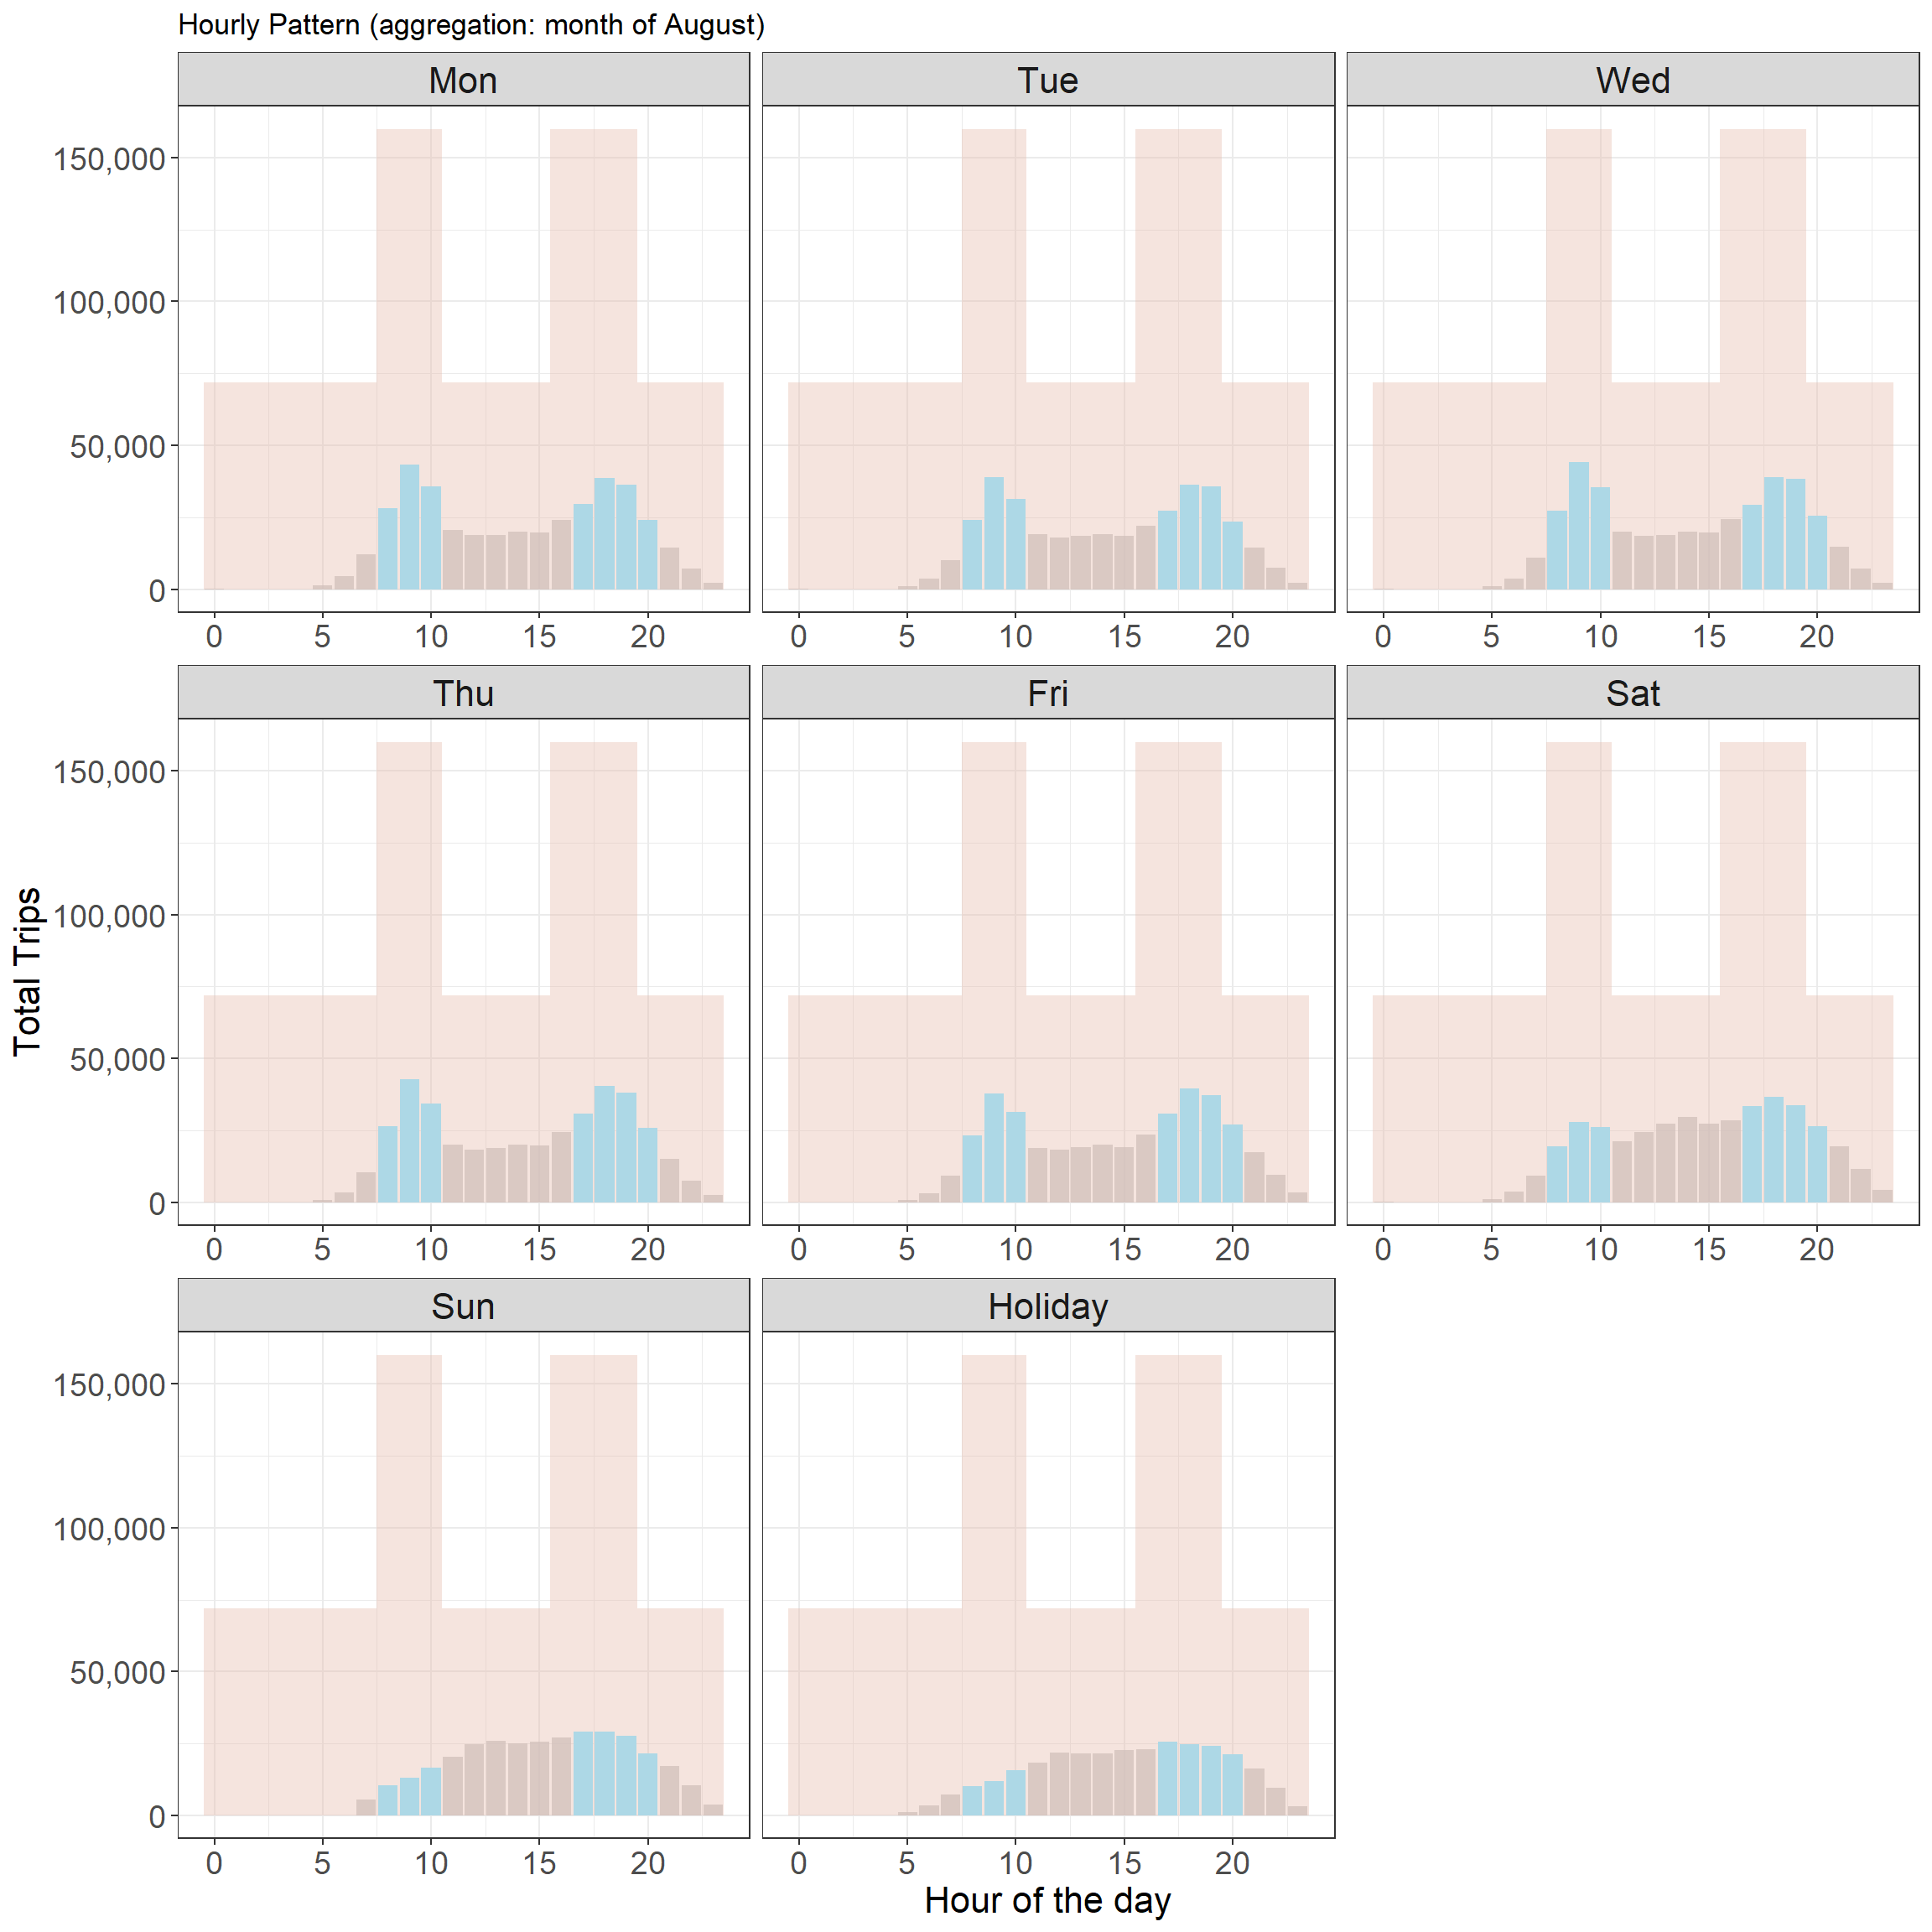 Hourly Pattern (aggregation: month of August)
Mon Tue Wed
150,000
100,000
50,000
0
0 5 10 15 20 0 5 10 15 20 0 5 10 15 20
Thu Fri Sat
150,000
100,000
50,000
0
0 5 10 15 20 0 5 10 15 20 0 5 10 15 20
Total Trips
Sun Holiday
150,000
100,000
50,000
0
0 5 10 15 20 0 5 10 15 20
Hour of the day